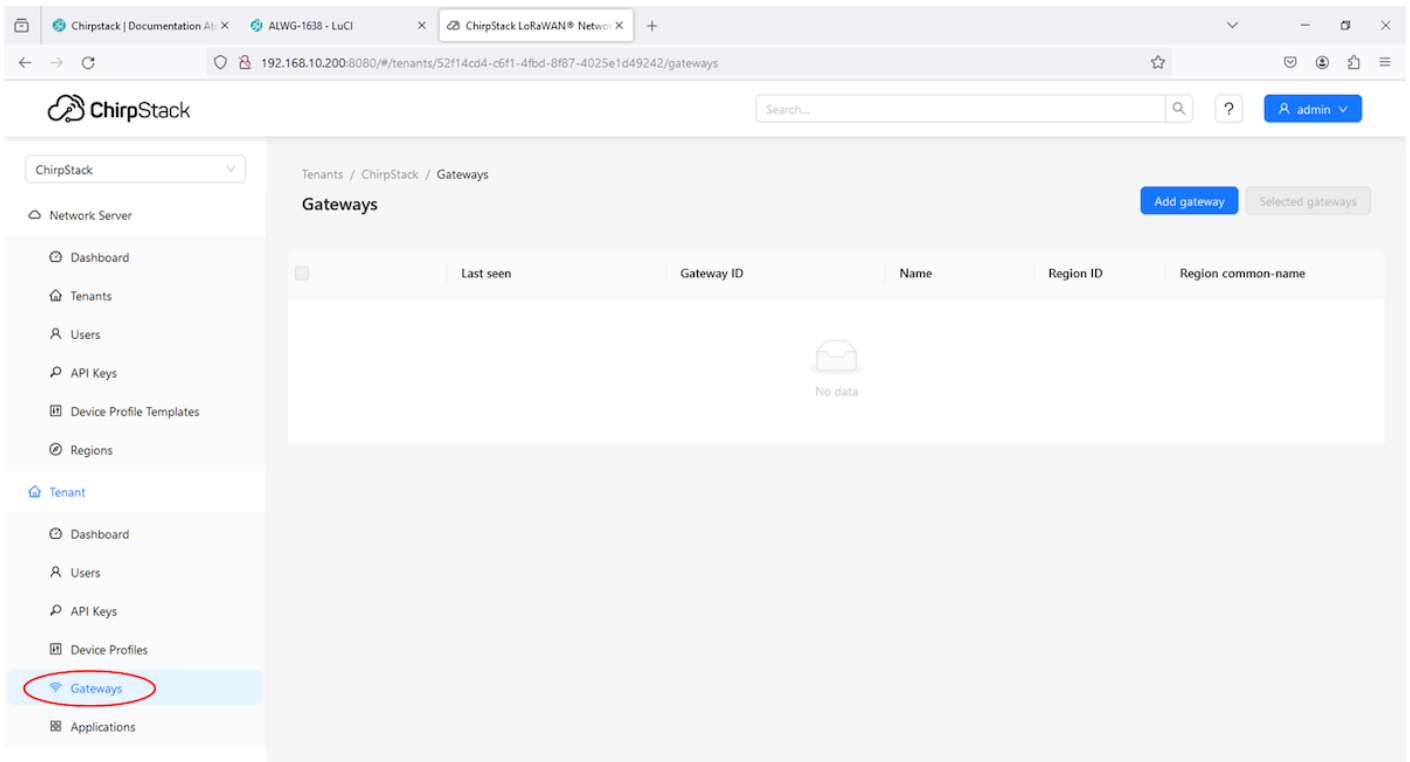 Chirpstack | Documentation At
ALWG-1638 - LuCI
ChirpStack LoRaWAN® Networ
192.168.10.200:8080/#/tenants/52f14cd4-c6f1-4fbd-8f87-4025e1d49242/gateways
ChirpStack
Search...
?
admin
ChirpStack
Tenants / ChirpStack / Gateways
Gateways
Add gateway
Selected gateways
Network Server
Dashboard
Tenants
Users
API Keys
Device Profile Templates
Regions
Tenant
Dashboard
Users
API Keys
Device Profiles
Gateways
Applications
Last seen
Gateway ID
Name
Region ID
Region common-name
No data